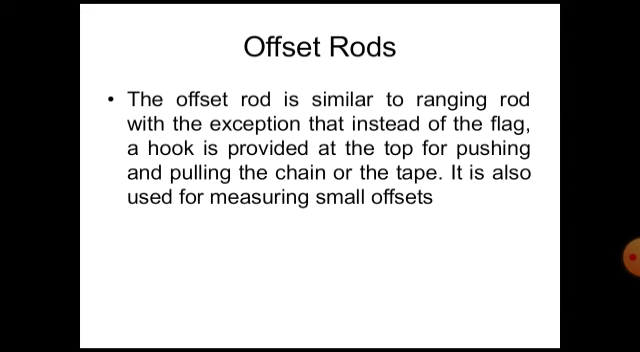 Offset Rods
• The offset rod is similar to ranging rod
with the exception that instead of the flag,
a hook is provided at the top for pushing
and pulling the chain or the tape. It is also
used for measuring small offsets